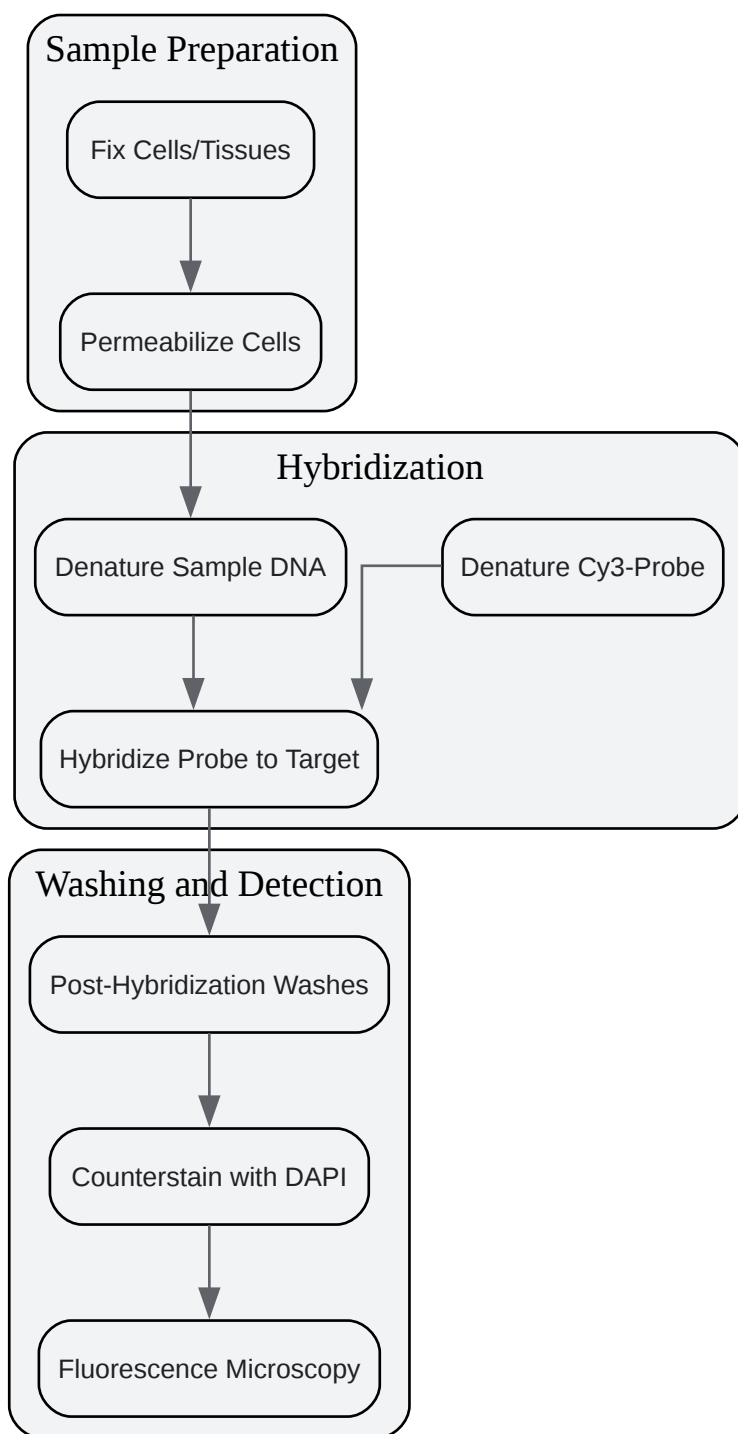 Sample Preparation
Fix Cells/Tissues
Permeabilize Cells
Hybridization
Denature Sample DNA
Denature Cy3-Probe
Hybridize Probe to Target
Washing and Detection
Post-Hybridization Washes
Counterstain with DAPI
Fluorescence Microscopy